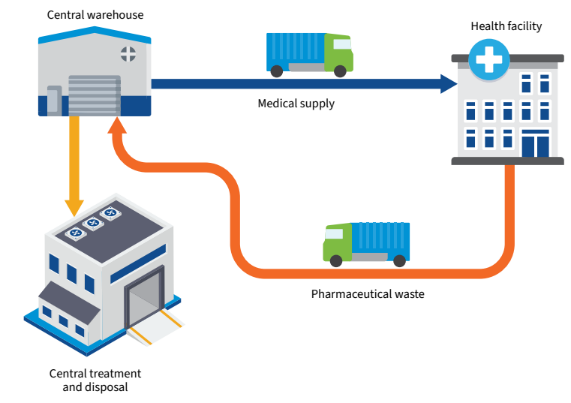 Central warehouse
Health facility
Medical supply
Pharmaceutical waste
Central treatment
and disposal